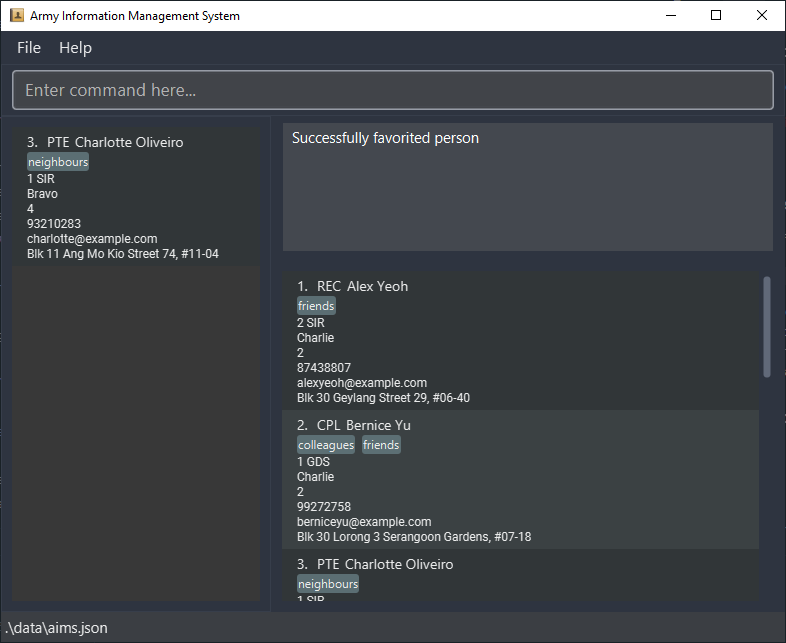 Army Information Management System
File Help
Enter command here...
3. PTE Charlotte Oliveiro
neighbours
1 SIR
Bravo
4
93210283
charlotte@example.com
Blk 11 Ang Mo Kio Street 74, #11-04
Successfully favorited person
1. REC Alex Yeoh
friends
2 SIR
Charlie
2
87438807
alexyeoh@example.com
Blk 30 Geylang Street 29, #06-40
2. CPL Bernice Yu
colleagues friends
1 GDS
Charlie
2
99272758
berniceyu@example.com
Blk 30 Lorong 3 Serangoon Gardens, #07-18
3. PTE Charlotte Oliveiro
neighbours
1 SIR
.\data\aims.json